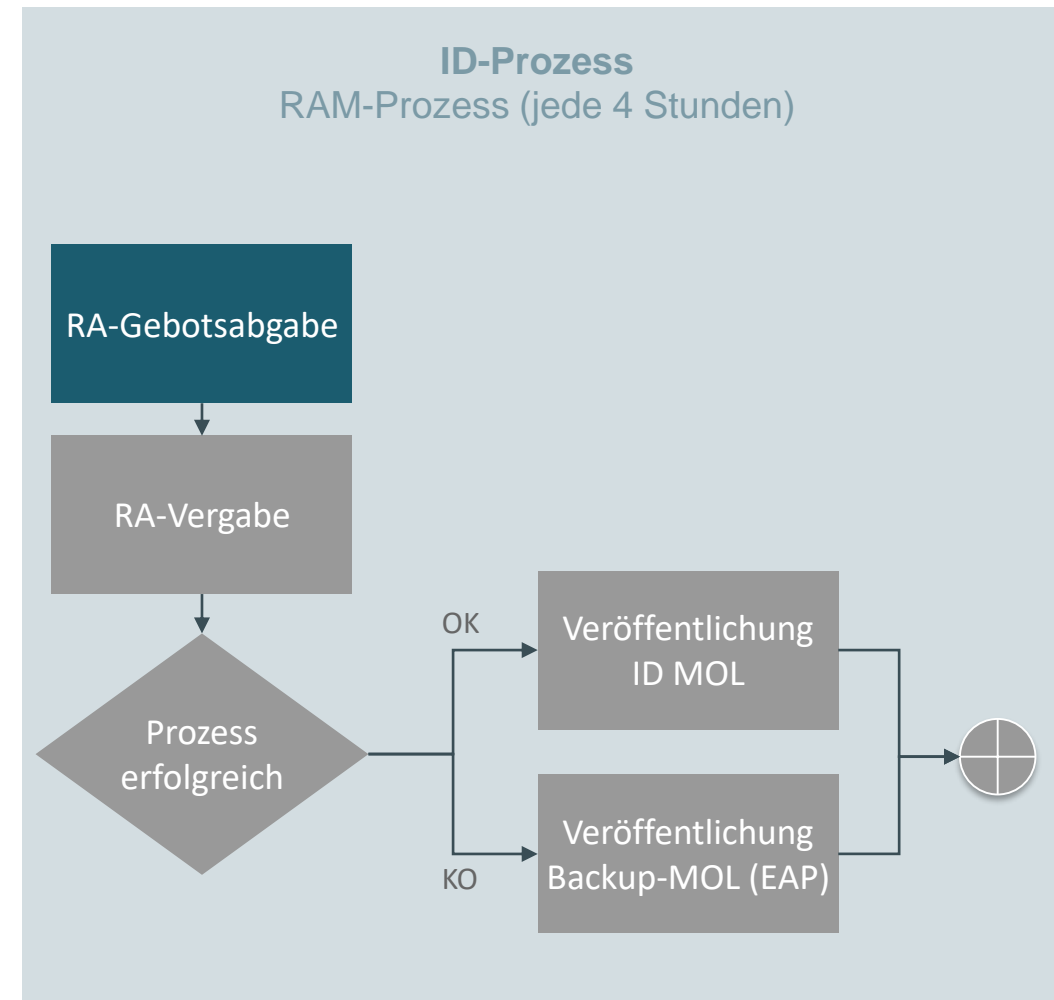 ID-Prozess
RAM-Prozess (jede 4 Stunden)
RA-Gebotsabgabe
RA-Vergabe
Prozess
erfolgreich
OK
Veröffentlichung
ID MOL
KO
Veröffentlichung
Backup-MOL (EAP)